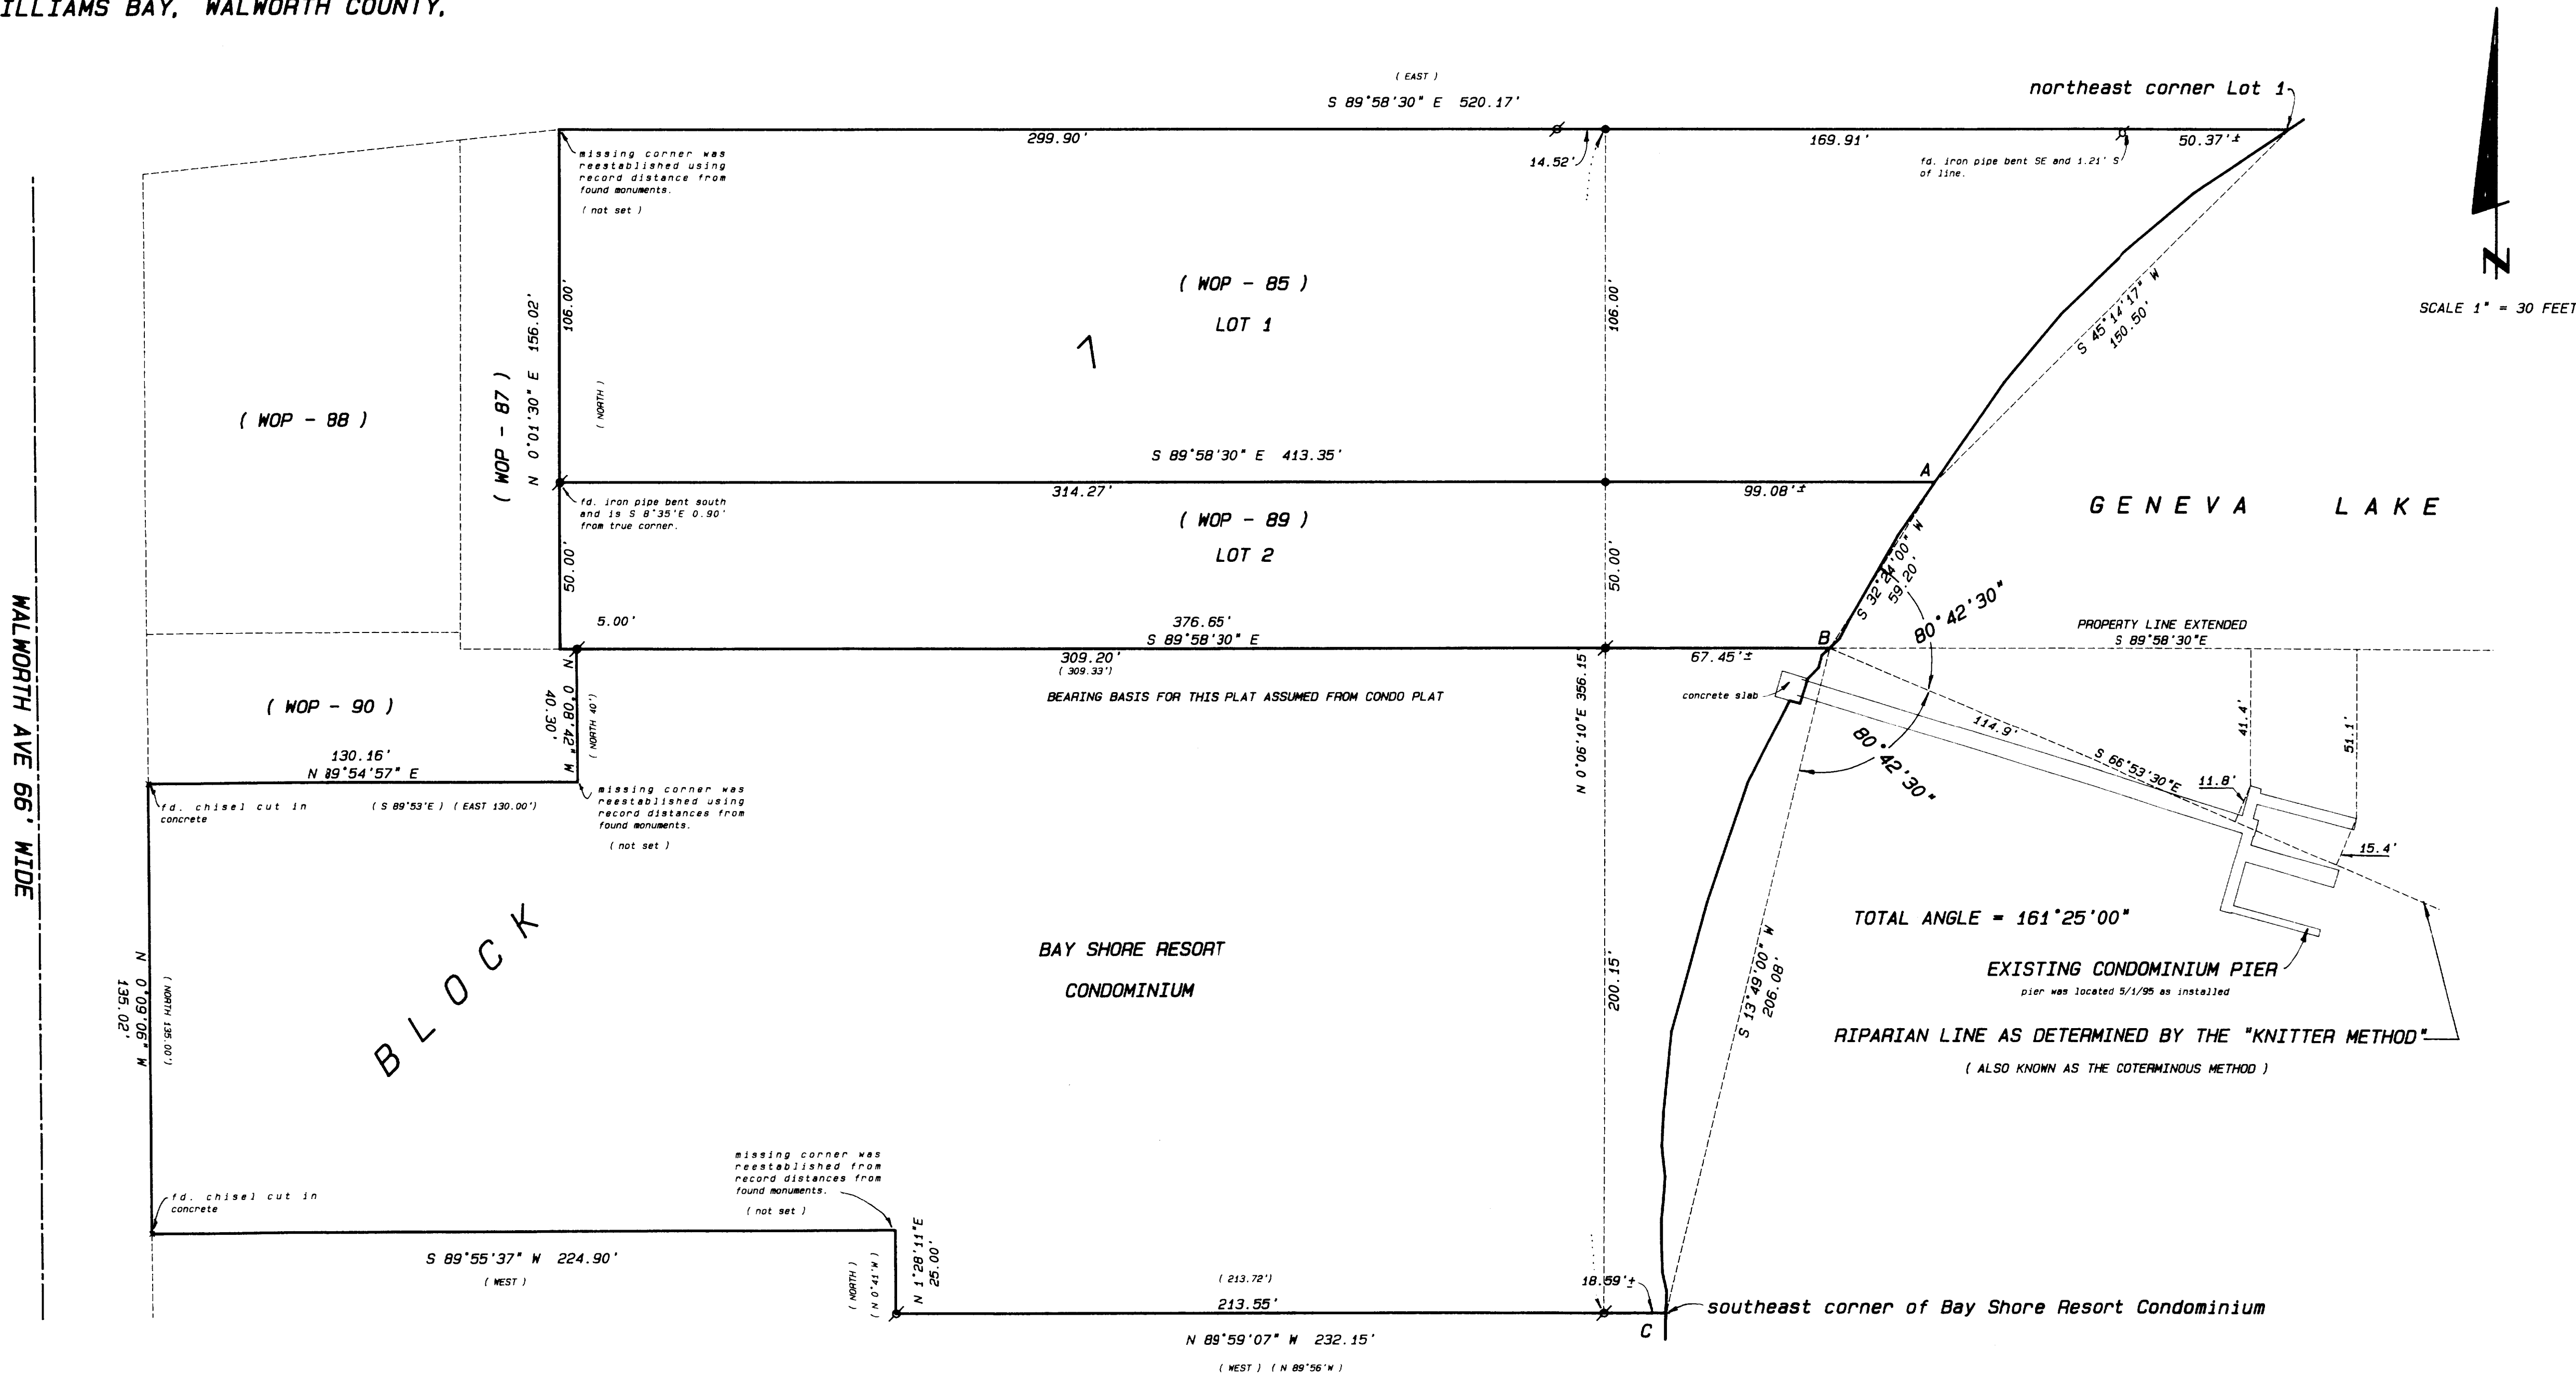 ILLIAMS BAY, WALWORTH COUNTY,
( EAST )
S 89°58'30" E 520.17'
northeast corner Lot 1
299.90'
14.52'
169.91'
50.37'±
fd. iron pipe bent SE and 1.21' S
of line.
missing corner was
reestablished using
record distance from
found monuments.
( not set )
N
SCALE 1" = 30 FEET
( WOP - 85 )
LOT 1
1
106.00'
106.00'
N 0°01'30" E 156.02'
( WOP - 87 )
( NORTH )
( WOP - 88 )
S 45°14'17" W
150.50'
S 89°58'30" E 413.35'
314.27'
99.08'±
A
fd. iron pipe bent south
and is S 8°35'E 0.90'
from true corner.
( WOP - 89 )
LOT 2
50.00'
50.00'
GENEVA LAKE
S 32°24'00" W
59.20'
80°42'30"
5.00'
376.65'
S 89°58'30" E
309.20'
( 309.33')
67.45'±
B
PROPERTY LINE EXTENDED
S 89°58'30"E
BEARING BASIS FOR THIS PLAT ASSUMED FROM CONDO PLAT
concrete slab
N 0°06'10"E 356.15'
WALWORTH AVE 66' WIDE
( WOP - 90 )
N 0°08'42" W
40.30'
( NORTH 40')
130.16'
N 89°54'57" E
( S 89°53'E ) ( EAST 130.00')
fd. chisel cut in
concrete
missing corner was
reestablished using
record distances from
found monuments.
( not set )
80°42'30"
114.9'
S 66°53'30"E
41.4'
51.1'
11.8'
15.4'
TOTAL ANGLE = 161°25'00"
EXISTING CONDOMINIUM PIER
pier was located 5/1/95 as installed
RIPARIAN LINE AS DETERMINED BY THE "KNITTER METHOD"
( ALSO KNOWN AS THE COTERMINOUS METHOD )
BLOCK
BAY SHORE RESORT
CONDOMINIUM
200.15'
S 13°49'00" W
206.08'
N 0°09'06" W
135.02'
( NORTH 135.00')
fd. chisel cut in
concrete
missing corner was
reestablished from
record distances from
found monuments.
( not set )
S 89°55'37" W 224.90'
( WEST )
N 1°28'11"E
25.00'
( N 0°14'W )
( NORTH )
( 213.72')
213.55'
18.59'±
C
southeast corner of Bay Shore Resort Condominium
N 89°59'07" W 232.15'
( WEST ) ( N 89°56'W )